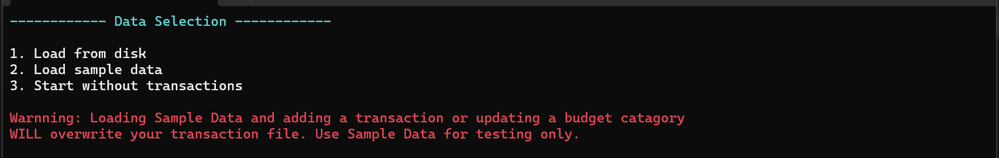 ------------ Data Selection ------------
1. Load from disk
2. Load sample data
3. Start without transactions
Warnning: Loading Sample Data and adding a transaction or updating a budget catagory
WILL overwrite your transaction file. Use Sample Data for testing only.